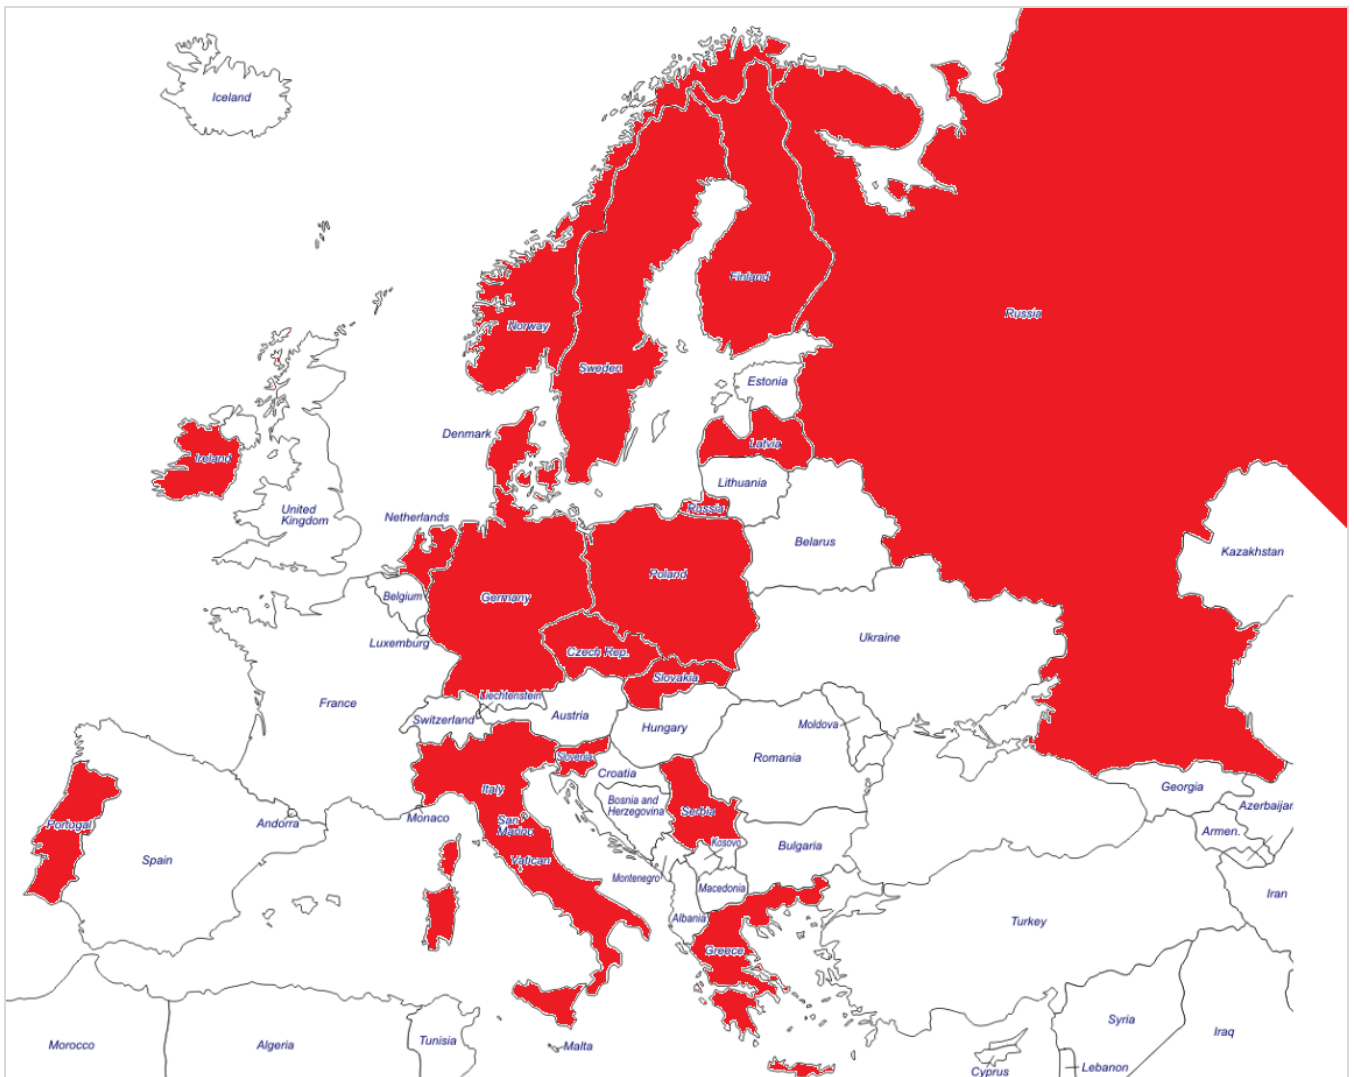 Iceland
Finland
Norway
Russia
Sweden
Estonia
Denmark
Latvia
Ireland
Lithuania
United
Kingdom
Netherlands
Russia
Belarus
Kazakhstan
Poland
Belgium
Germany
Ukraine
Luxemburg
Czech Rep.
Slovakia
Liechtenstein
France
Switzerland
Austria
Hungary
Moldova
Romania
Slovenia
Croatia
Georgia
Italy
Bosnia and
Herzegovina
Azerbaijan
Serbia
Monaco
Andorra
Portugal
San
Marino
Armen.
Kosovo
Bulgaria
Spain
Vatican
Montenegro
Macedonia
Iran
Albania
Turkey
Greece
Syria
Iraq
Morocco
Algeria
Tunisia
Malta
Cyprus
Lebanon